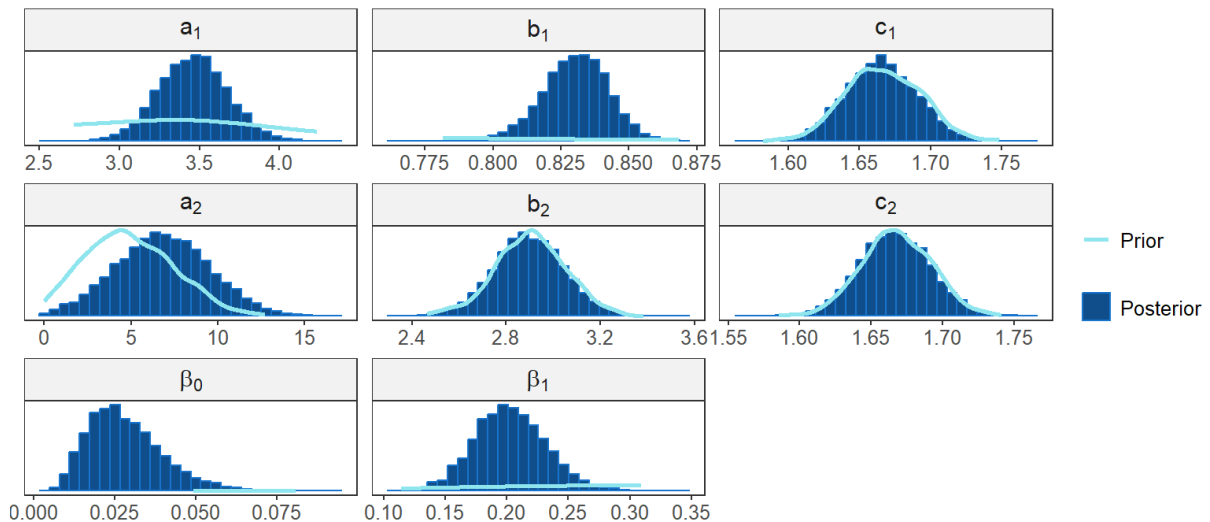 a₁ b₁ c₁
2.5 3.0 3.5 4.0 0.775 0.800 0.825 0.850 0.875 1.60 1.65 1.70 1.75
a₂ b₂ c₂
0 5 10 15 2.4 2.8 3.2 3.6 1.55 1.60 1.65 1.70 1.75
Prior
Posterior
β₀ β₁
0.000 0.025 0.050 0.075 0.10 0.15 0.20 0.25 0.30 0.35